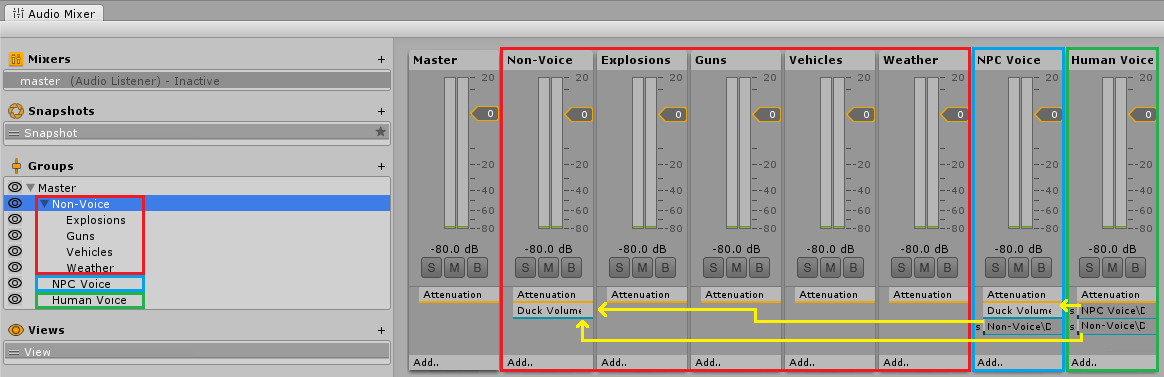 Audio Mixer
Mixers +
master (Audio Listener) - Inactive
Snapshots +
Snapshot
Groups +
Master
Non-Voice
Explosions
Guns
Vehicles
Weather
NPC Voice
Human Voice
Views +
View
Master Non-Voice Explosions Guns Vehicles Weather NPC Voice Human Voice
20 20 20 20 20 20 20 20
0 0 0 0 0 0 0 0
-20 -20 -20 -20 -20 -20 -20 -20
-40 -40 -40 -40 -40 -40 -40 -40
-60 -60 -60 -60 -60 -60 -60 -60
-80 -80 -80 -80 -80 -80 -80 -80
-80.0 dB -80.0 dB -80.0 dB -80.0 dB -80.0 dB -80.0 dB -80.0 dB -80.0 dB
S M B S M B S M B S M B S M B S M B S M B S M B
Attenuation Attenuation Attenuation Attenuation Attenuation Attenuation Attenuation Attenuation
Duck Volume Duck Volume s NPC Voice\D
s Non-Voice\D s Non-Voice\D
Add.. Add.. Add.. Add.. Add.. Add.. Add.. Add..